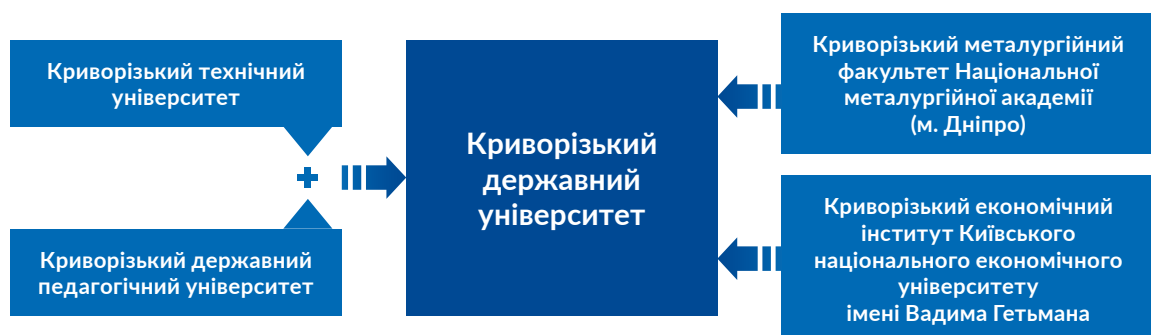 Криворізький технічний
університет
+
Криворізький державний
педагогічний університет
Криворізький
державний
університет
Криворізький металургійний
факультет Національної
металургійної академії
(м. Дніпро)
Криворізький економічний
інститут Київського
національного економічного
університету
імені Вадима Гетьмана